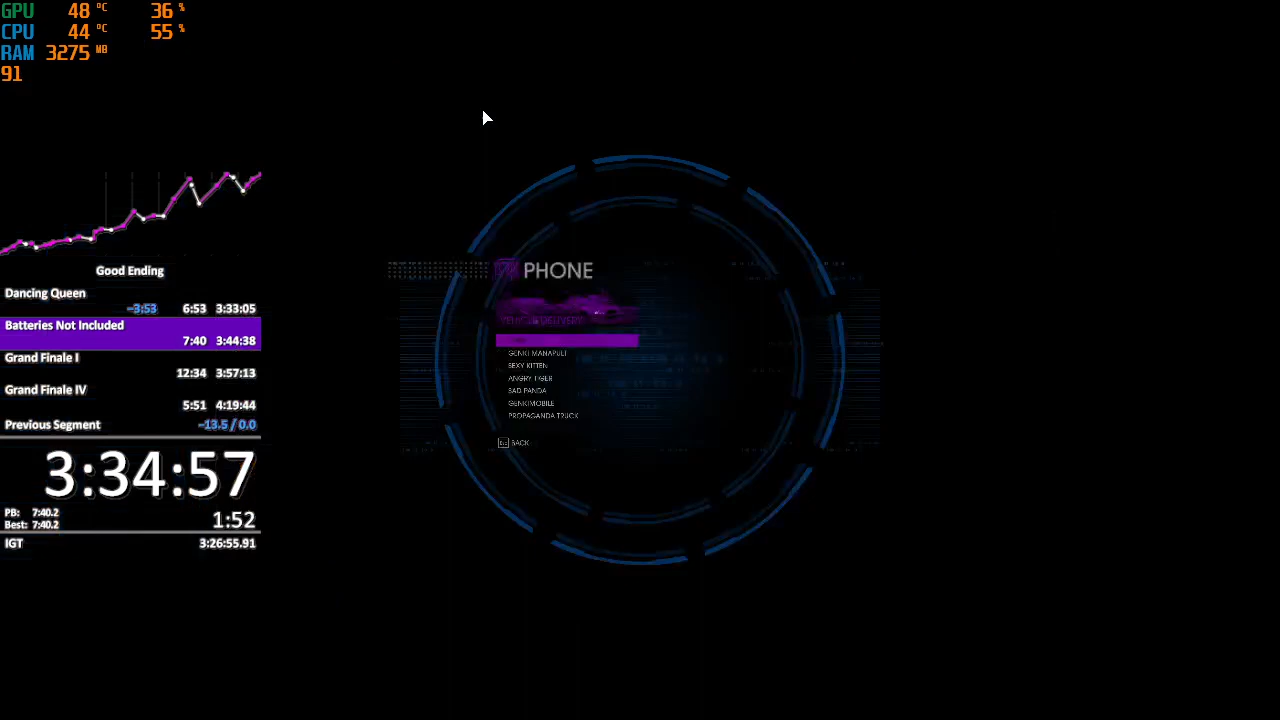 GPU 48 °C 36 %
CPU 44 °C 55 %
RAM 3275 MB
91
PHONE
VEHICLE DELIVERY
GENKI MANAPULT
SEXY KITTEN
ANGRY TIGER
SAD PANDA
GENKIMOBILE
PROPAGANDA TRUCK
Esc BACK
Good Ending
Dancing Queen
-3:53 6:53 3:33:05
Batteries Not Included
7:40 3:44:38
Grand Finale I
12:34 3:57:13
Grand Finale IV
5:51 4:19:44
Previous Segment -13.5 / 0.0
3:34:57
PB: 7:40.2
Best: 7:40.2
1:52
IGT 3:26:55.91